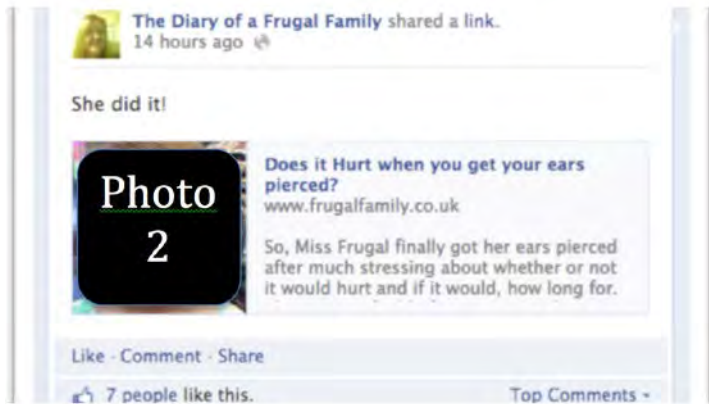 The Diary of a Frugal Family shared a link.
14 hours ago
She did it!
Photo
2
Does it Hurt when you get your ears
pierced?
www.frugalfamily.co.uk
So, Miss Frugal finally got her ears pierced
after much stressing about whether or not
it would hurt and if it would, how long for.
Like · Comment · Share
7 people like this. Top Comments